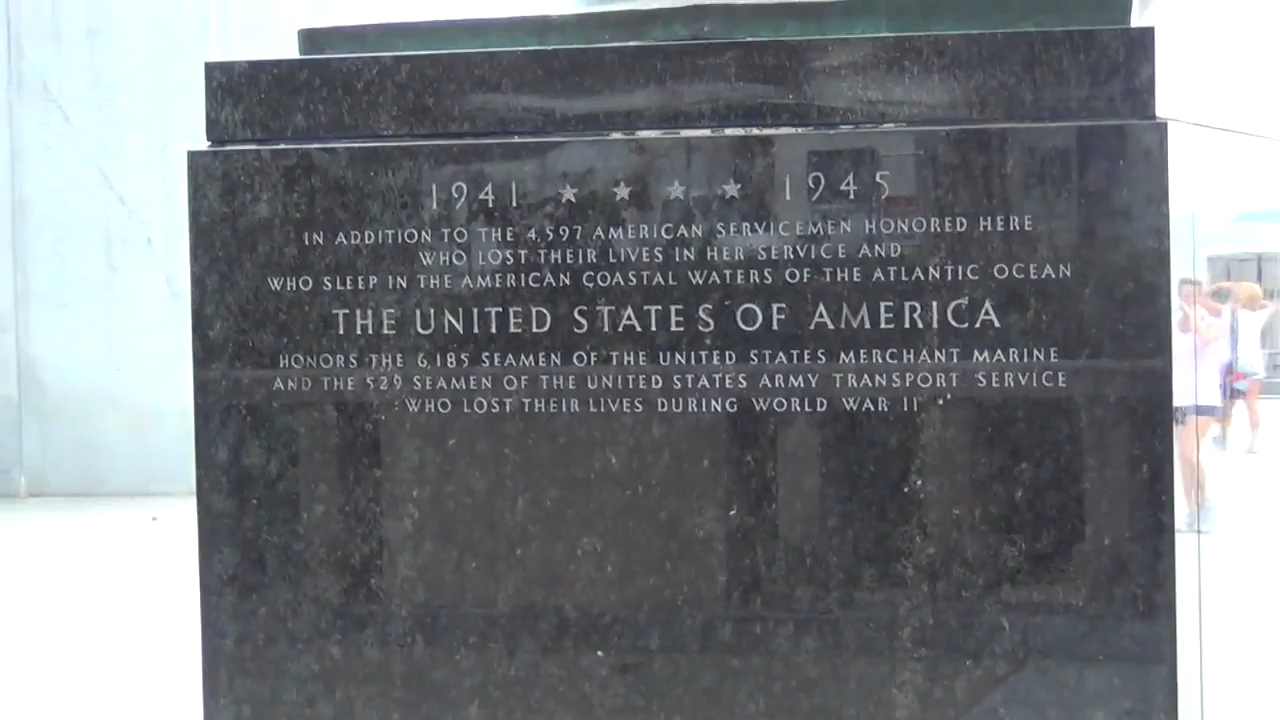 1941 ★ ★ ★ ★ 1945
IN ADDITION TO THE 4,597 AMERICAN SERVICEMEN HONORED HERE
WHO LOST THEIR LIVES IN HER SERVICE AND
WHO SLEEP IN THE AMERICAN COASTAL WATERS OF THE ATLANTIC OCEAN
THE UNITED STATES OF AMERICA
HONORS THE 6,185 SEAMEN OF THE UNITED STATES MERCHANT MARINE
AND THE 529 SEAMEN OF THE UNITED STATES ARMY TRANSPORT SERVICE
WHO LOST THEIR LIVES DURING WORLD WAR II